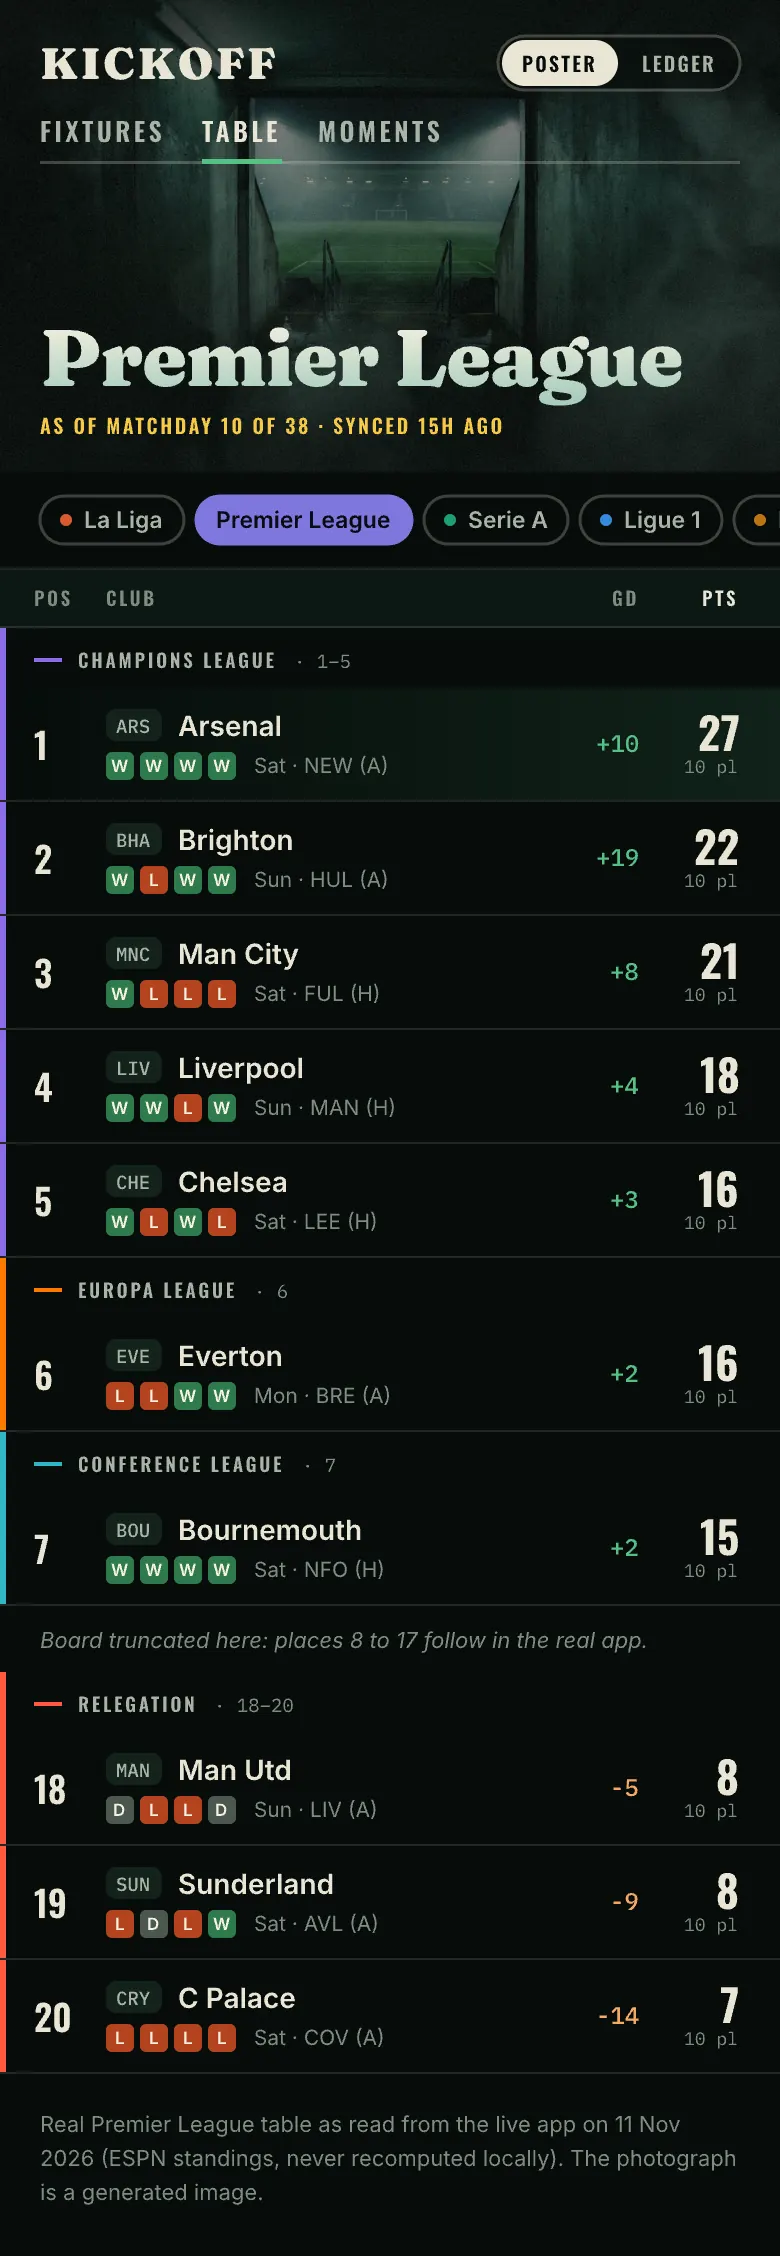 KICKOFF
POSTER LEDGER
FIXTURES TABLE MOMENTS
Premier League
AS OF MATCHDAY 10 OF 38 · SYNCED 15H AGO
La Liga Premier League Serie A Ligue 1
POS CLUB GD PTS
CHAMPIONS LEAGUE · 1–5
1 ARS Arsenal +10 27
W W W W Sat · NEW (A) 10 pl
2 BHA Brighton +19 22
W L W W Sun · HUL (A) 10 pl
3 MNC Man City +8 21
W L L L Sat · FUL (H) 10 pl
4 LIV Liverpool +4 18
W W L W Sun · MAN (H) 10 pl
5 CHE Chelsea +3 16
W L W L Sat · LEE (H) 10 pl
EUROPA LEAGUE · 6
6 EVE Everton +2 16
L L W W Mon · BRE (A) 10 pl
CONFERENCE LEAGUE · 7
7 BOU Bournemouth +2 15
W W W W Sat · NFO (H) 10 pl
Board truncated here: places 8 to 17 follow in the real app.
RELEGATION · 18–20
18 MAN Man Utd -5 8
D L L D Sun · LIV (A) 10 pl
19 SUN Sunderland -9 8
L D L W Sat · AVL (A) 10 pl
20 CRY C Palace -14 7
L L L L Sat · COV (A) 10 pl
Real Premier League table as read from the live app on 11 Nov
2026 (ESPN standings, never recomputed locally). The photograph
is a generated image.